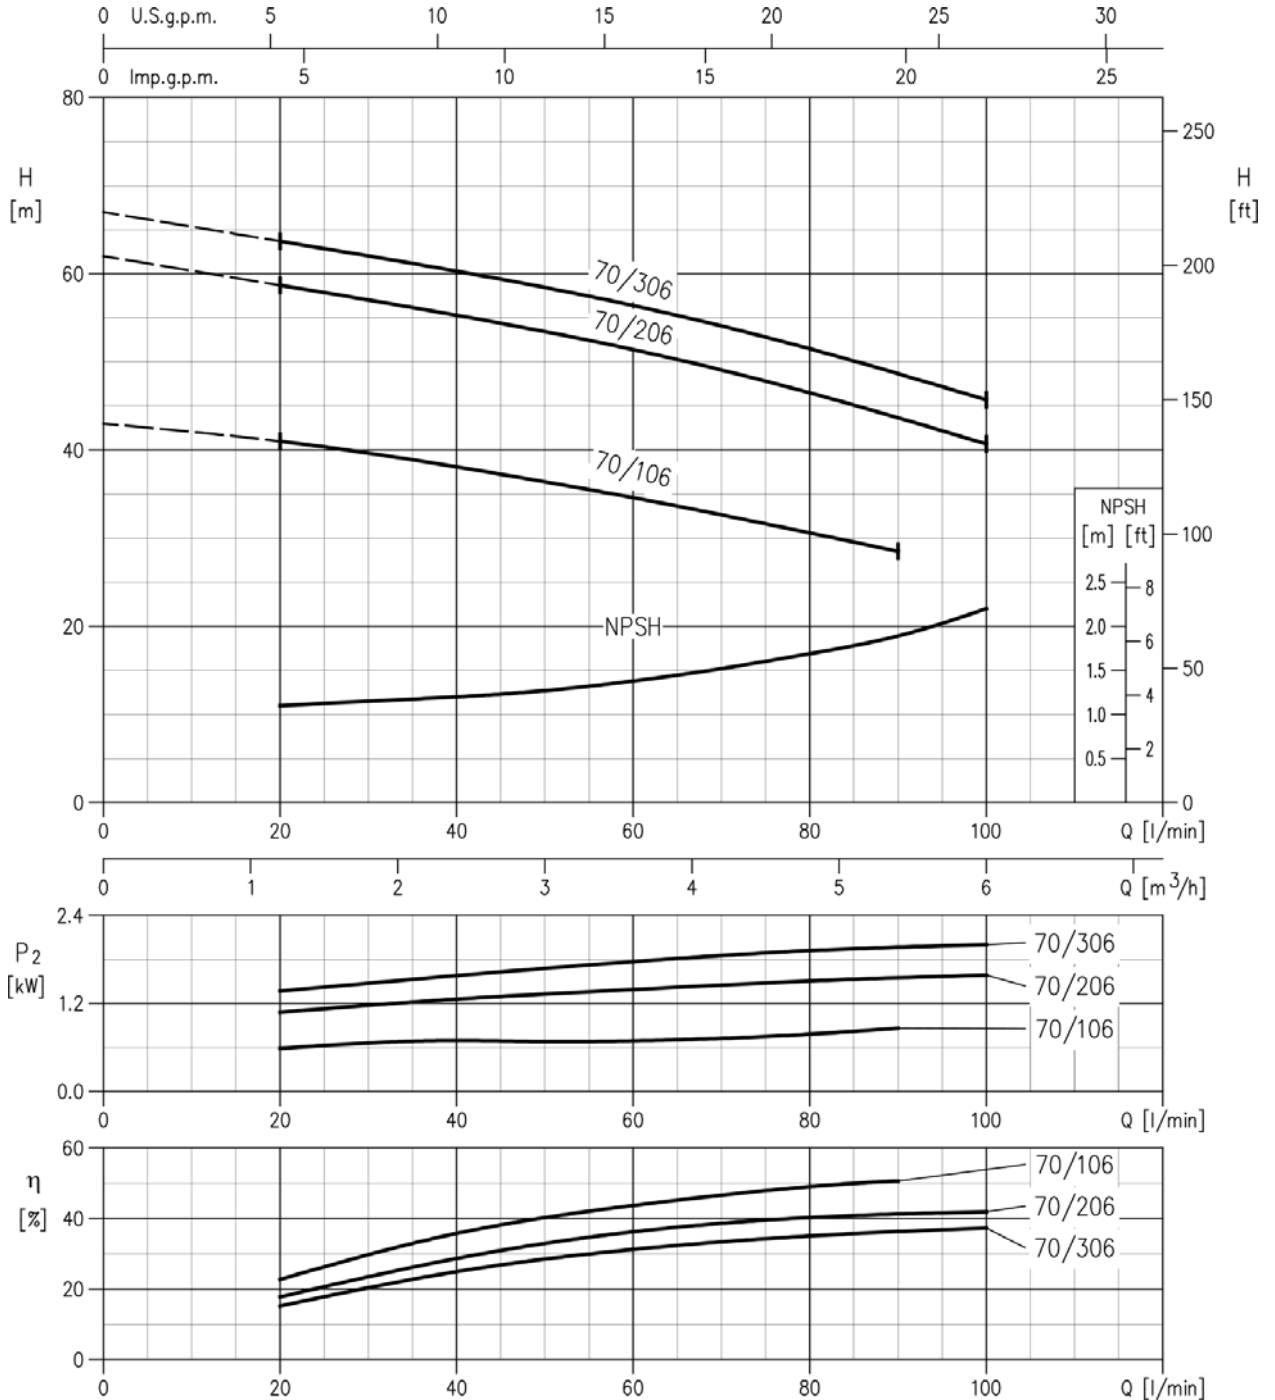 0 U.S.g.p.m. 5 10 15 20 25 30
0 Imp.g.p.m. 5 10 15 20 25
80
250
H
[m]
H
[ft]
70/306
60
200
70/206
150
40
70/106
NPSH
[m] [ft]
100
2.5
8
20
NPSH
2.0
6
1.5
50
4
1.0
2
0.5
0
0
0 20 40 60 80 100 Q [l/min]
0 1 2 3 4 5 6 Q [m³/h]
2.4
P2
[kW]
70/306
70/206
1.2
70/106
0.0
0 20 40 60 80 100 Q [l/min]
60
η
[%]
70/106
40
70/206
70/306
20
0
0 20 40 60 80 100 Q [l/min]